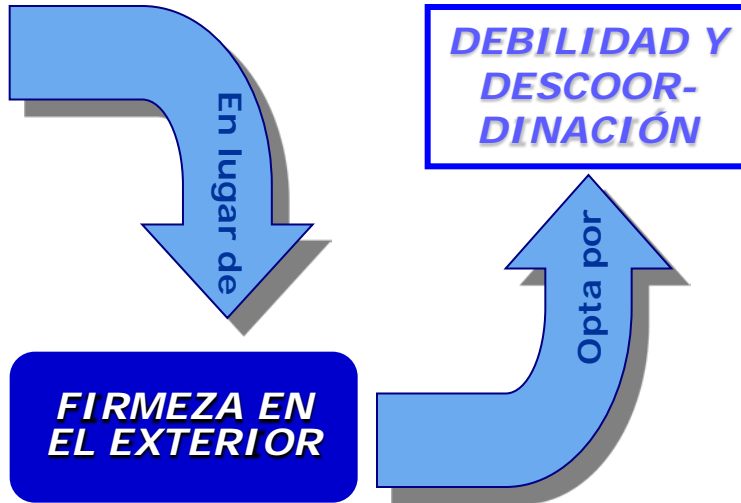 En lugar de
FIRMEZA EN
EL EXTERIOR
Opta por
DEBILIDAD Y
DESCOOR-
DINACIÓN